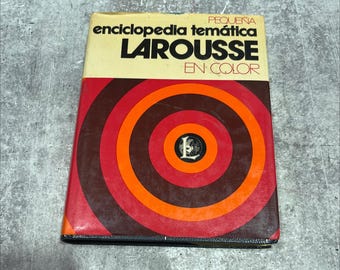 PEQUEÑA
enciclopedia temática
LAROUSSE
EN COLOR
L